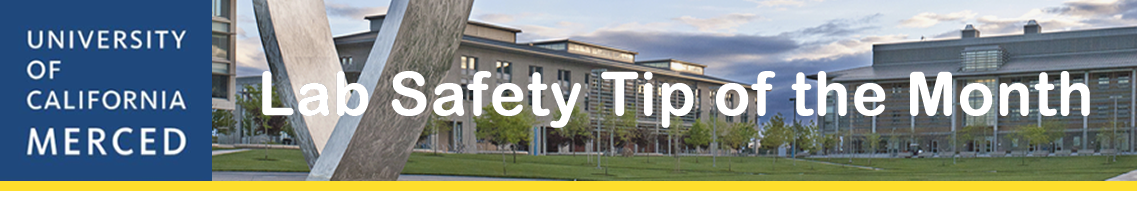 UNIVERSITY
OF
CALIFORNIA
MERCED
Lab Safety Tip of the Month